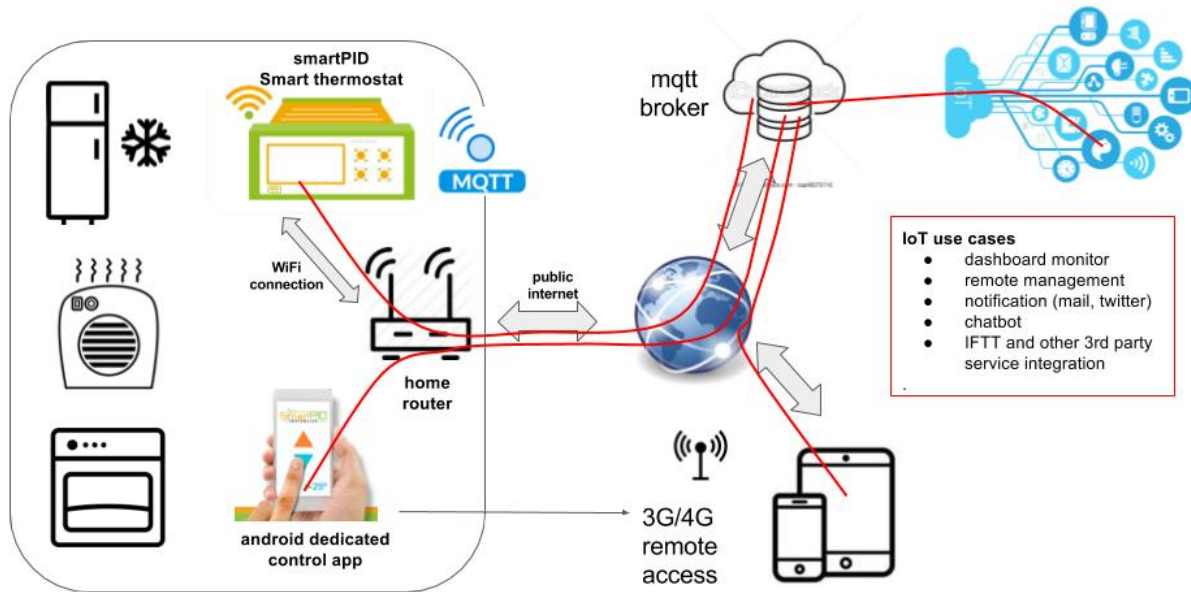 smartPID
Smart thermostat
MQTT
WiFi
connection
public
internet
home
router
SmartPID
android dedicated
control app
mqtt
broker
IoT
IoT use cases
● dashboard monitor
● remote management
● notification (mail, twitter)
● chatbot
● IFTT and other 3rd party
service integration
.
3G/4G
remote
access